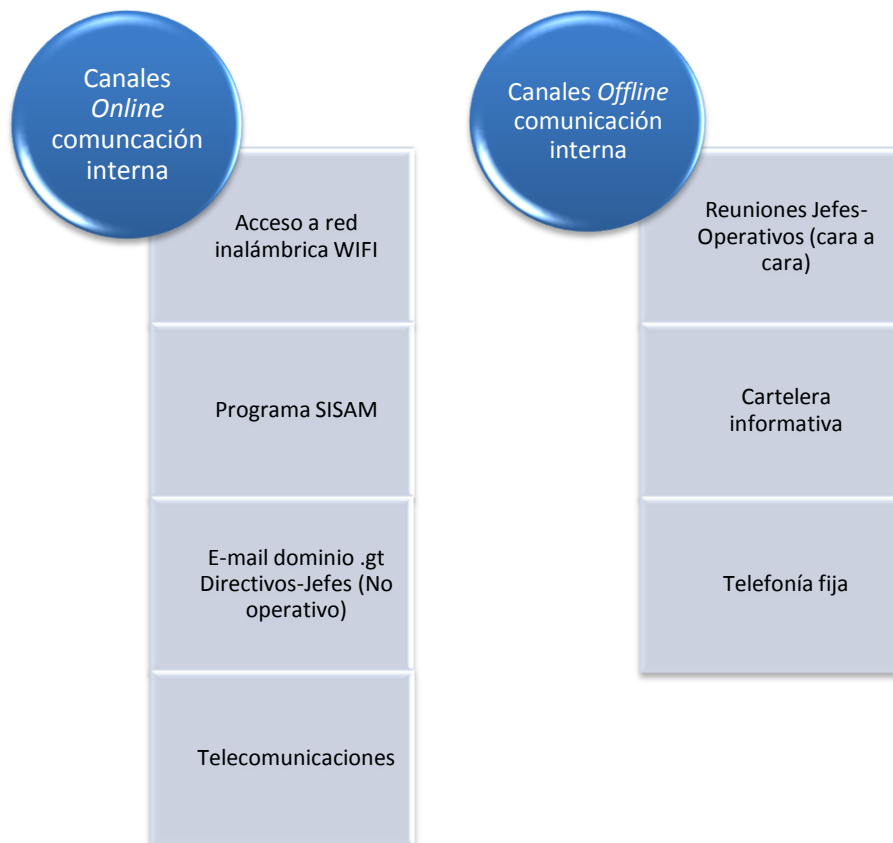 Canales
Online
comuncación
interna
Acceso a red
inalámbrica WIFI
Programa SISAM
E-mail dominio .gt
Directivos-Jefes (No
operativo)
Telecomunicaciones
Canales Offline
comunicación
interna
Reuniones Jefes-
Operativos (cara a
cara)
Cartelera
informativa
Telefonía fija